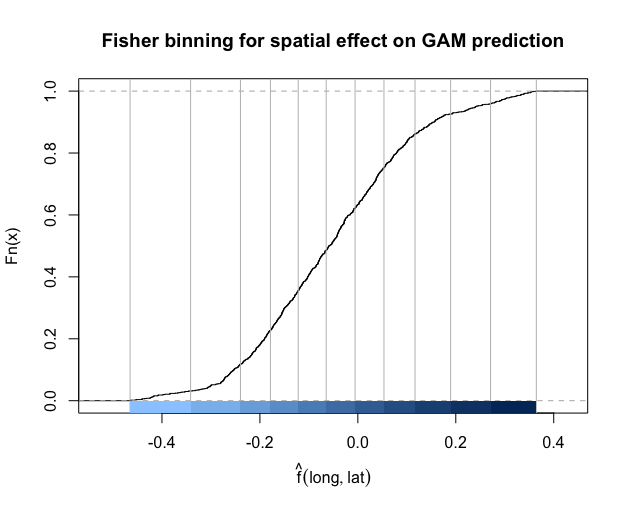 Fisher binning for spatial effect on GAM prediction
Fn(x)
1.0
0.8
0.6
0.4
0.2
0.0
-0.4 -0.2 0.0 0.2 0.4
f̂(long, lat)